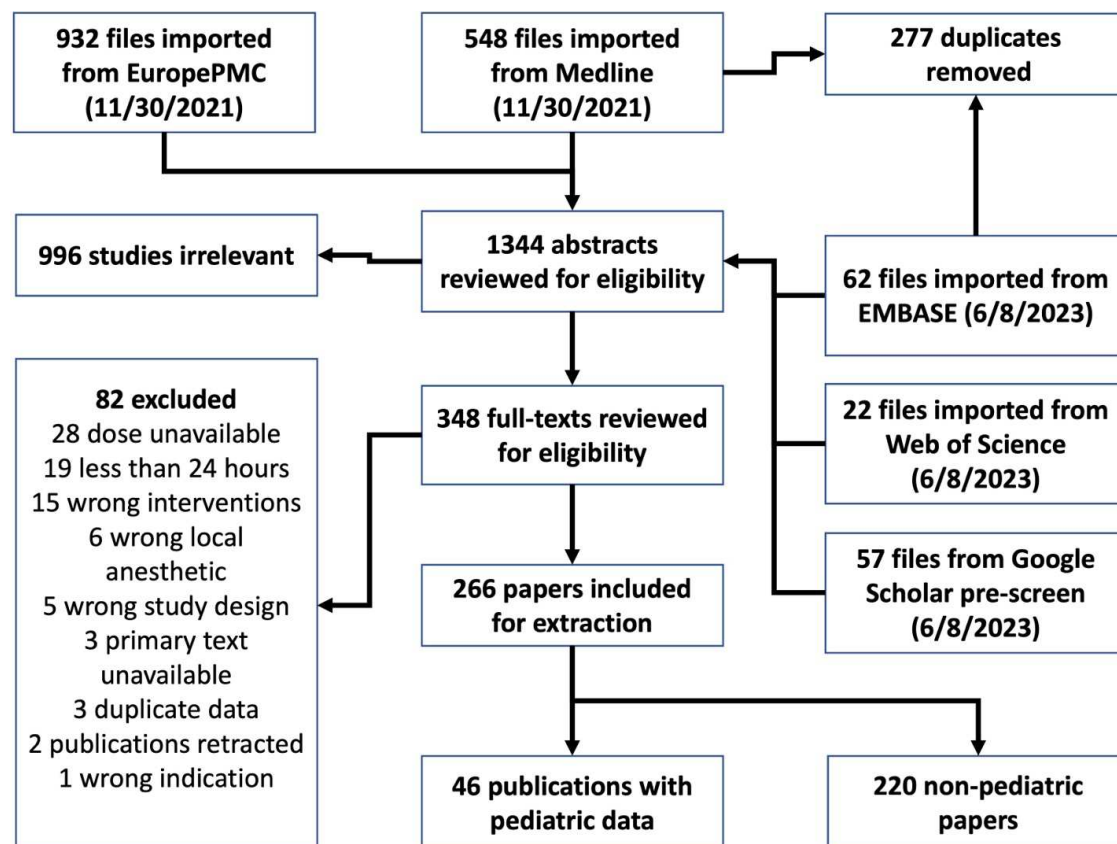 932 files imported
from EuropePMC
(11/30/2021)
548 files imported
from Medline
(11/30/2021)
277 duplicates
removed
996 studies irrelevant
1344 abstracts
reviewed for eligibility
62 files imported from
EMBASE (6/8/2023)
82 excluded
28 dose unavailable
19 less than 24 hours
15 wrong interventions
6 wrong local
anesthetic
5 wrong study design
3 primary text
unavailable
3 duplicate data
2 publications retracted
1 wrong indication
348 full-texts reviewed
for eligibility
22 files imported from
Web of Science
(6/8/2023)
266 papers included
for extraction
57 files from Google
Scholar pre-screen
(6/8/2023)
46 publications with
pediatric data
220 non-pediatric
papers